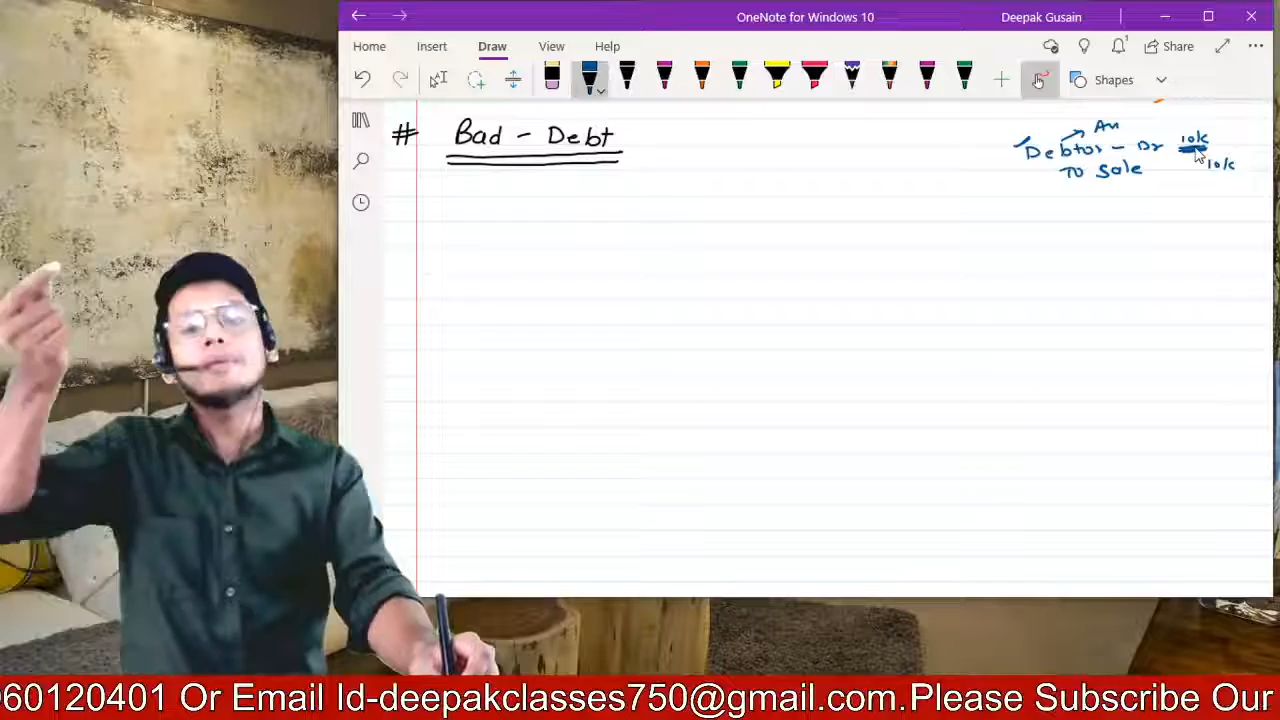 OneNote for Windows 10
Deepak Gusain
Home Insert Draw View Help
Share
Shapes
# Bad - Debt
An
Debtor - Dr 10k
To Sale 10k
60120401 Or Email Id-deepakclasses750@gmail.com.Please Subscribe Our